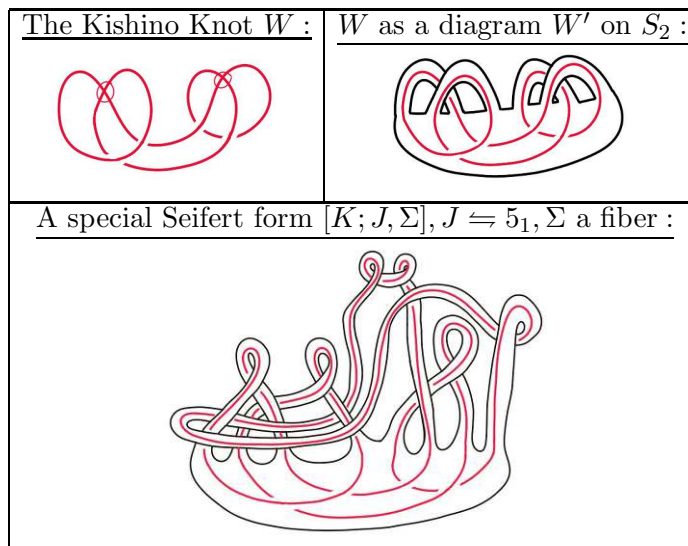 The Kishino Knot W :
W as a diagram W′ on S₂ :
A special Seifert form [K; J, Σ], J ⇋ 5₁, Σ a fiber :